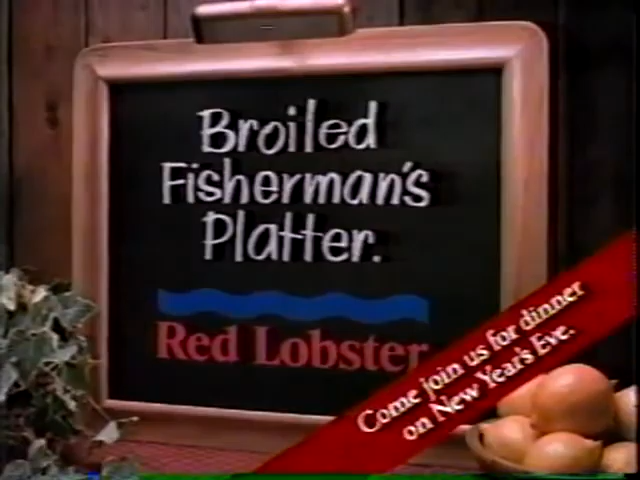 Broiled
Fisherman's
Platter.
Red Lobster
Come join us for dinner
on New Year's Eve.